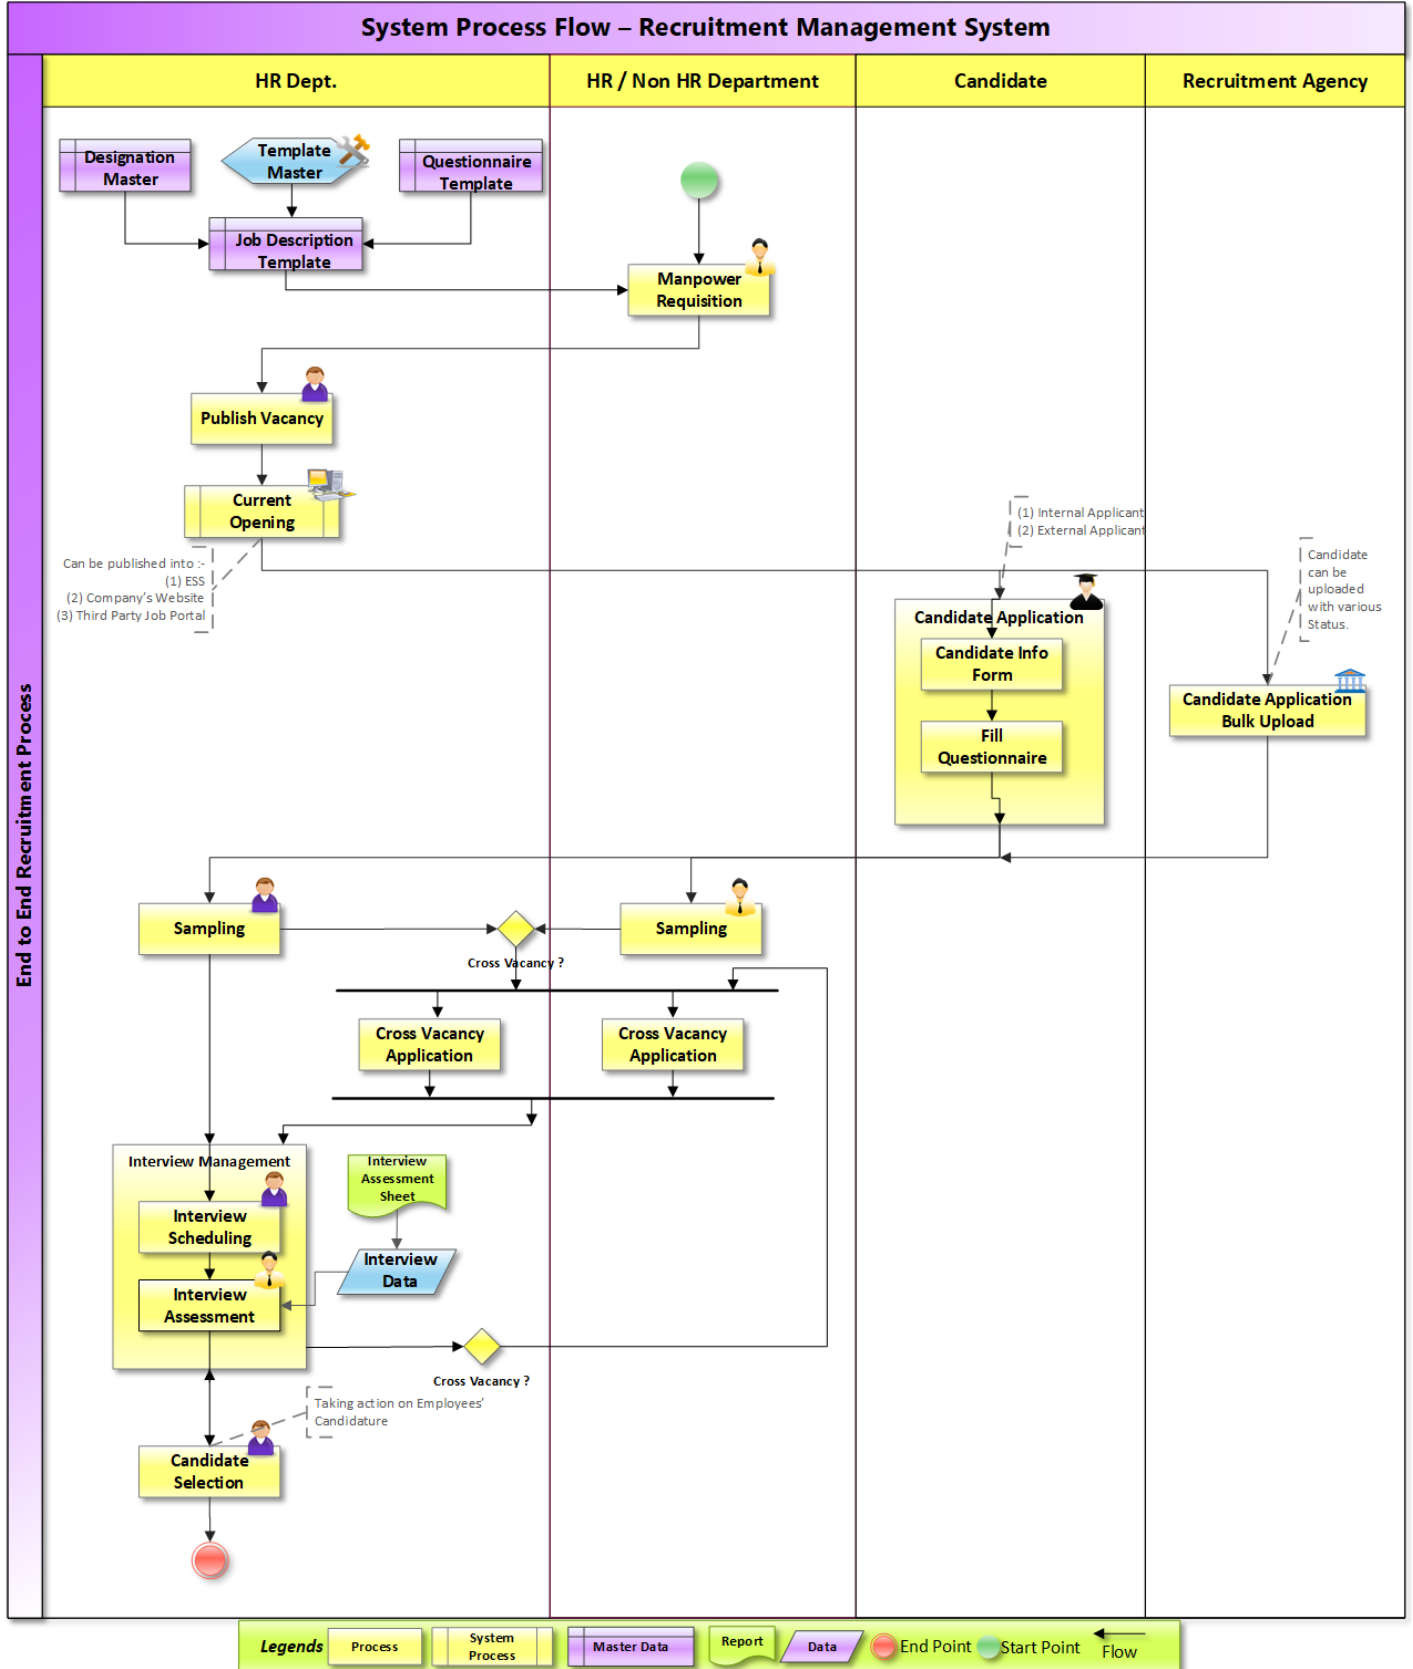 System Process Flow – Recruitment Management System
End to End Recruitment Process
HR Dept.
HR / Non HR Department
Candidate
Recruitment Agency
Designation
Master
Template
Master
Questionnaire
Template
Job Description
Template
Manpower
Requisition
Publish Vacancy
Current
Opening
Can be published into :-
(1) ESS
(2) Company's Website
(3) Third Party Job Portal
(1) Internal Applicant
(2) External Applicant
Candidate
can be
uploaded
with various
Status.
Candidate Application
Candidate Info
Form
Fill
Questionnaire
Candidate Application
Bulk Upload
Sampling
Sampling
Cross Vacancy ?
Cross Vacancy
Application
Cross Vacancy
Application
Interview Management
Interview
Scheduling
Interview
Assessment
Interview
Assessment
Sheet
Interview
Data
Cross Vacancy ?
Taking action on Employees'
Candidature
Candidate
Selection
Legends
Process
System
Process
Master Data
Report
Data
End Point
Start Point
Flow